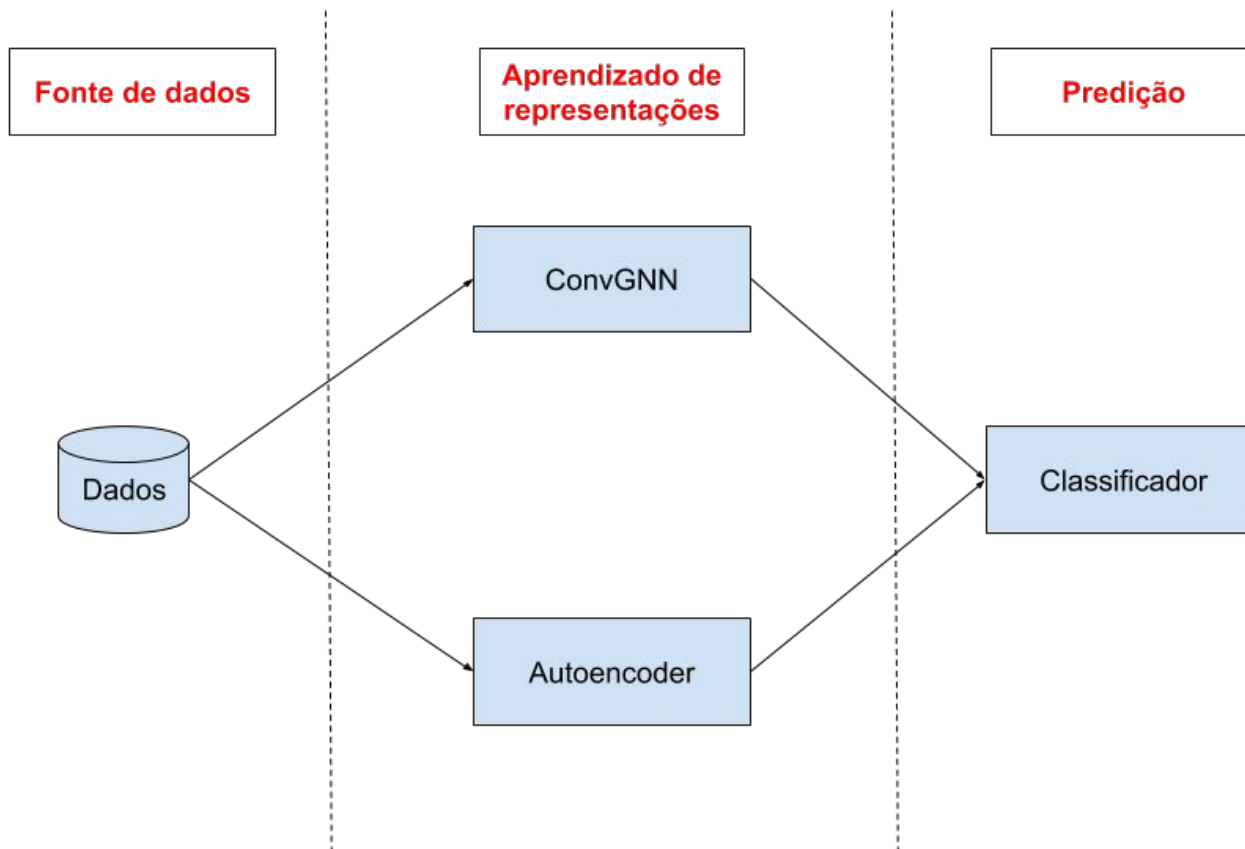 Fonte de dados
Aprendizado de
representações
Predição
ConvGNN
Dados
Classificador
Autoencoder